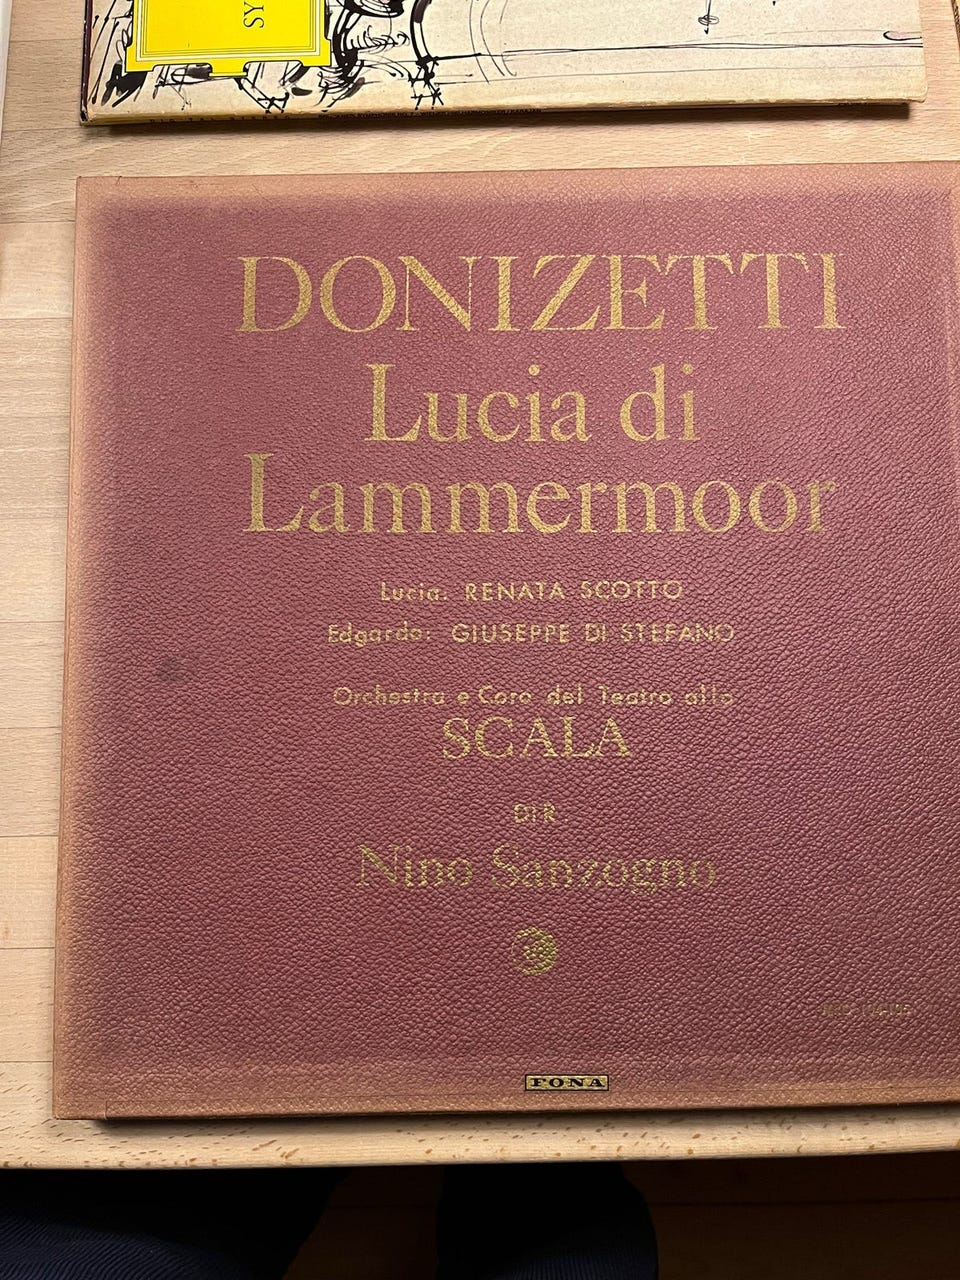 SY
DONIZETTI
Lucia di
Lammermoor
Lucia: RENATA SCOTTO
Edgardo: GIUSEPPE DI STEFANO
Orchestra e Coro del Teatro alla
SCALA
DIR
Nino Sanzogno
FONA